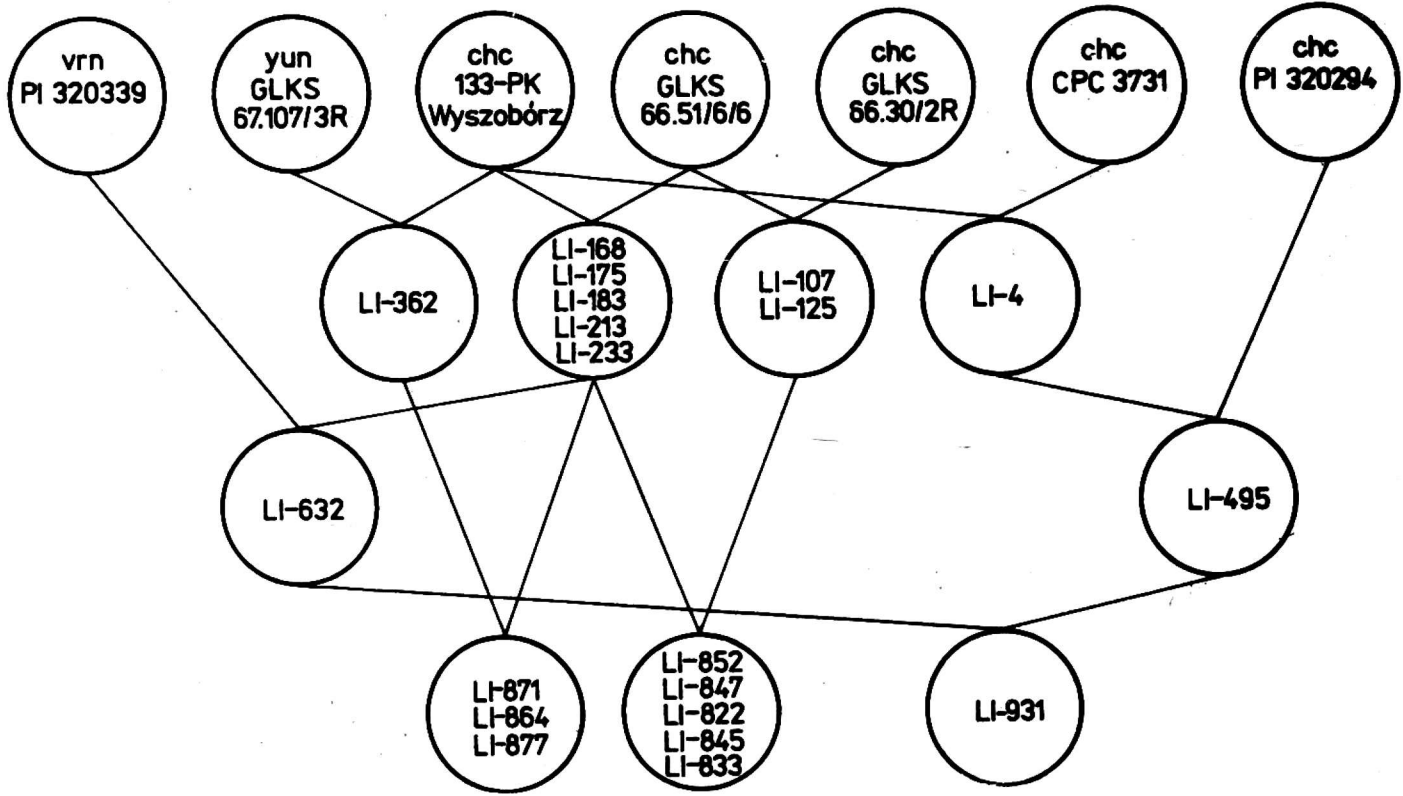 vrn
PI 320339
yun
GLKS
67.107/3R
chc
133-PK
Wyszobórz
chc
GLKS
66.51/6/6
chc
GLKS
66.30/2R
chc
CPC 3731
chc
PI 320294
LI-362
LI-168
LI-175
LI-183
LI-213
LI-233
LI-107
LI-125
LI-4
LI-632
LI-495
LI-871
LI-864
LI-877
LI-852
LI-847
LI-822
LI-845
LI-833
LI-931